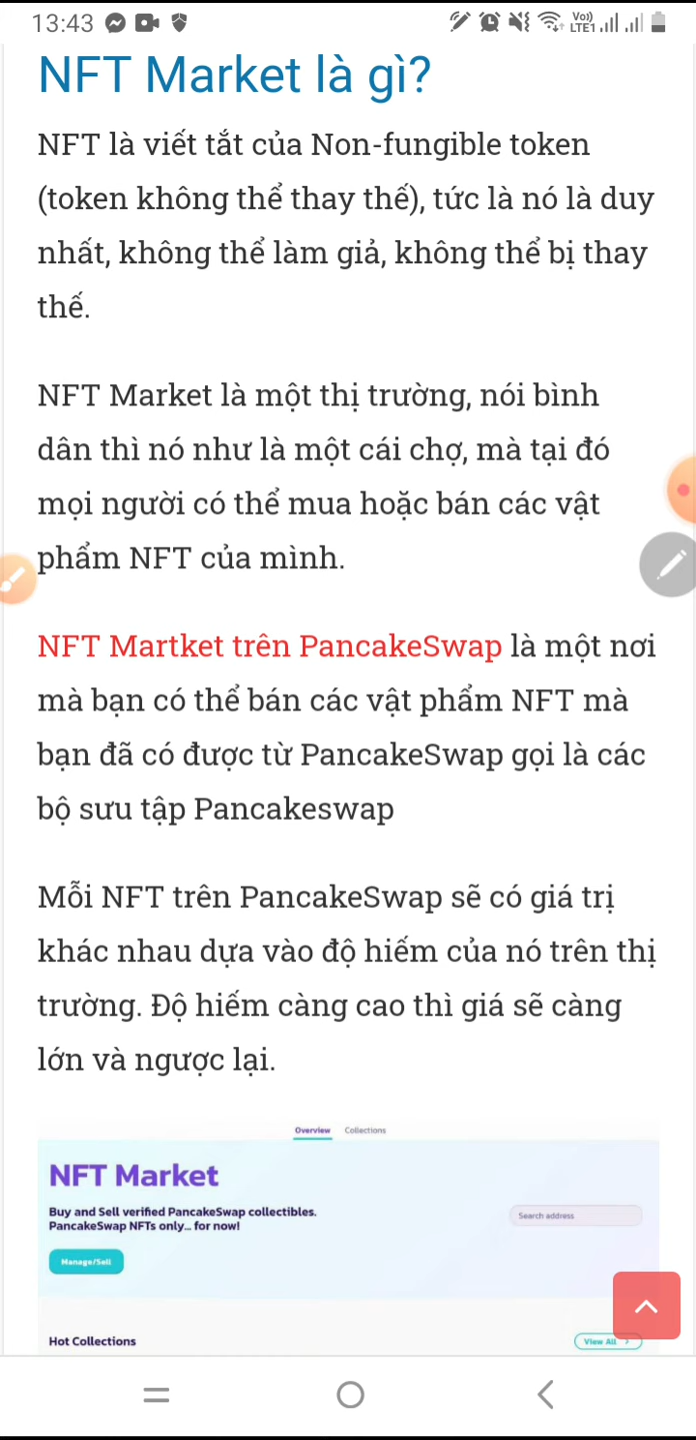 13:43
Vo))
LTE1
NFT Market là gì?
NFT là viết tắt của Non-fungible token
(token không thể thay thế), tức là nó là duy
nhất, không thể làm giả, không thể bị thay
thế.
NFT Market là một thị trường, nói bình
dân thì nó như là một cái chợ, mà tại đó
mọi người có thể mua hoặc bán các vật
phẩm NFT của mình.
NFT Martket trên PancakeSwap là một nơi
mà bạn có thể bán các vật phẩm NFT mà
bạn đã có được từ PancakeSwap gọi là các
bộ sưu tập Pancakeswap
Mỗi NFT trên PancakeSwap sẽ có giá trị
khác nhau dựa vào độ hiếm của nó trên thị
trường. Độ hiếm càng cao thì giá sẽ càng
lớn và ngược lại.
Overview Collections
NFT Market
Buy and Sell verified PancakeSwap collectibles.
PancakeSwap NFTs only... for now!
Search address
Manage/Sell
Hot Collections
View All